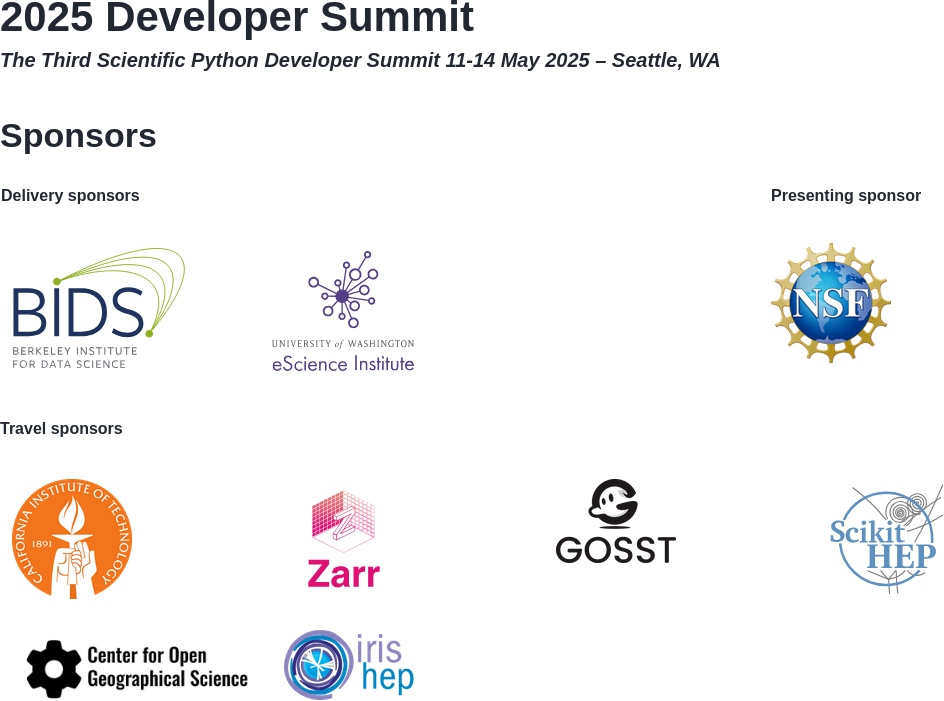 2025 Developer Summit
The Third Scientific Python Developer Summit 11-14 May 2025 – Seattle, WA
Sponsors
Delivery sponsors
Presenting sponsor
BIDS
BERKELEY INSTITUTE
FOR DATA SCIENCE
UNIVERSITY of WASHINGTON
eScience Institute
NSF
Travel sponsors
CALIFORNIA INSTITUTE OF TECHNOLOGY
1891
Z
Zarr
G
GOSST
Scikit
HEP
Center for Open
Geographical Science
iris
hep